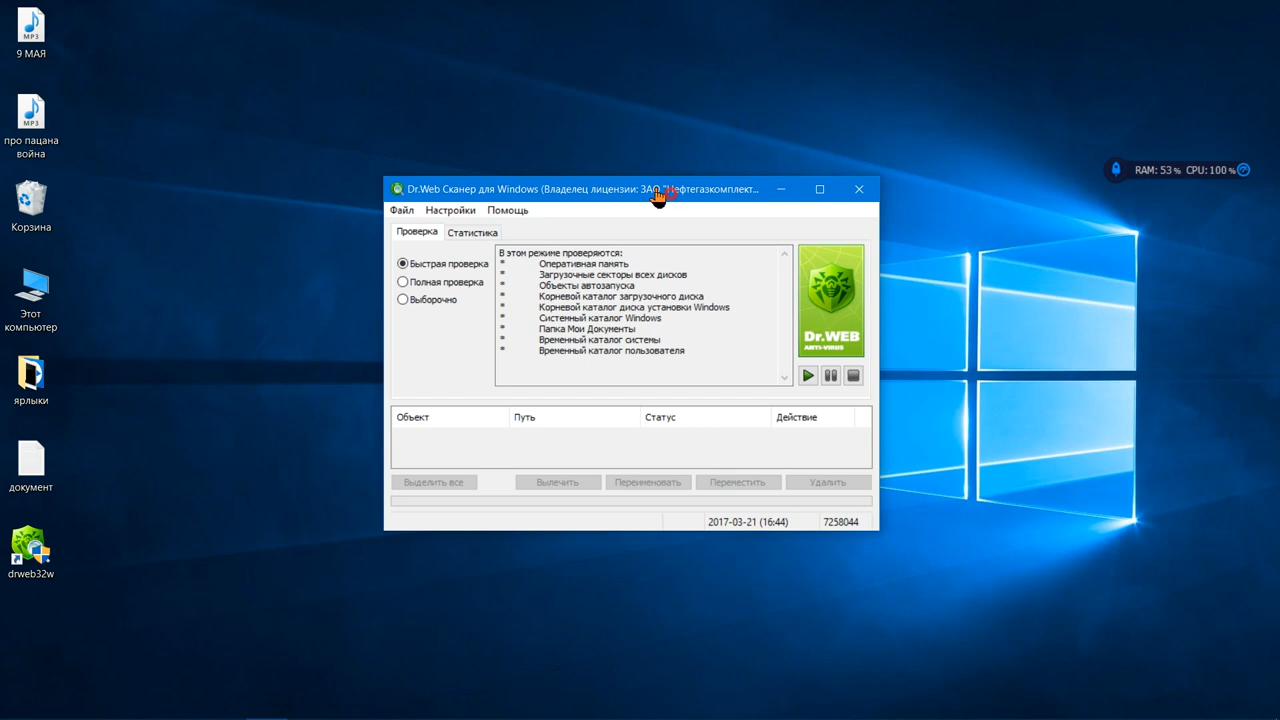 MP3
9 МАЯ
MP3
про пацана
война
Корзина
Этот
компьютер
ярлыки
документ
drweb32w
RAM: 53 % CPU: 100 %
Dr.Web Сканер для Windows (Владелец лицензии: ЗАО "Нефтегазкомплект...
Файл Настройки Помощь
Проверка Статистика
Быстрая проверка
Полная проверка
Выборочно
В этом режиме проверяются:
* Оперативная память
* Загрузочные секторы всех дисков
* Объекты автозапуска
* Корневой каталог загрузочного диска
* Корневой каталог диска установки Windows
* Системный каталог Windows
* Папка Мои Документы
* Временный каталог системы
* Временный каталог пользователя
Dr.WEB
ANTI-VIRUS
Объект Путь Статус Действие
Выделить все Вылечить Переименовать Переместить Удалить
2017-03-21 (16:44) 7258044